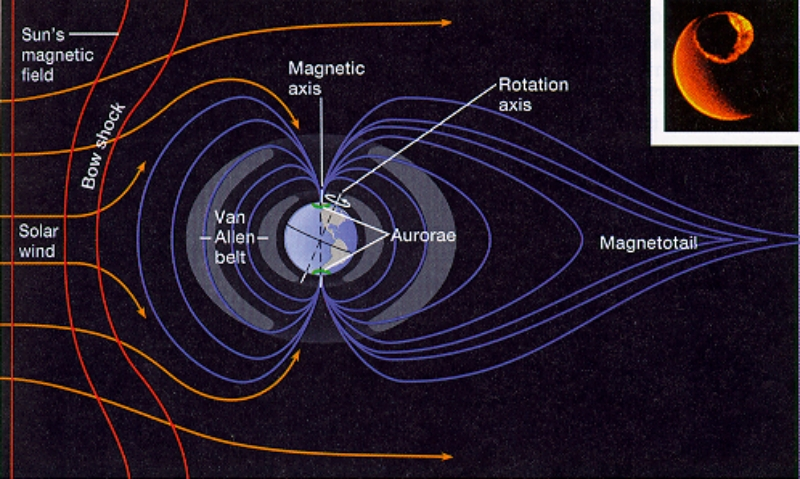 Sun's
magnetic
field
Bow shock
Magnetic
axis
Rotation
axis
Solar
wind
Van
Allen
belt
Aurorae
Magnetotail